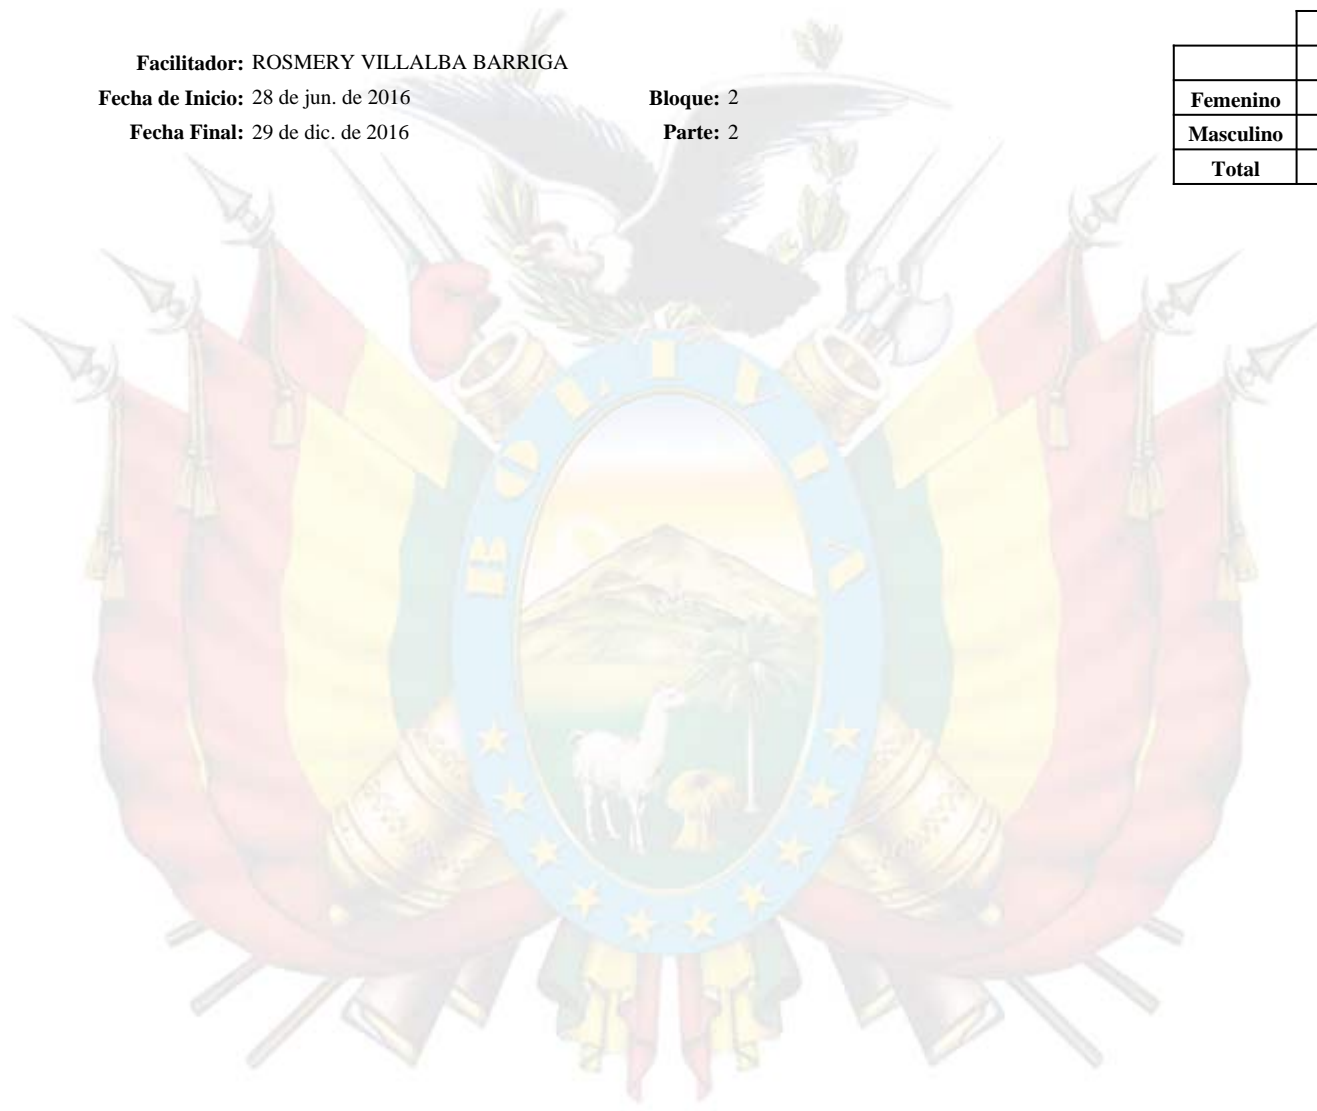 Facilitador: ROSMERY VILLALBA BARRIGA
Fecha de Inicio: 28 de jun. de 2016 Bloque: 2
Fecha Final: 29 de dic. de 2016 Parte: 2
Femenino
Masculino
Total
BOLIVIA